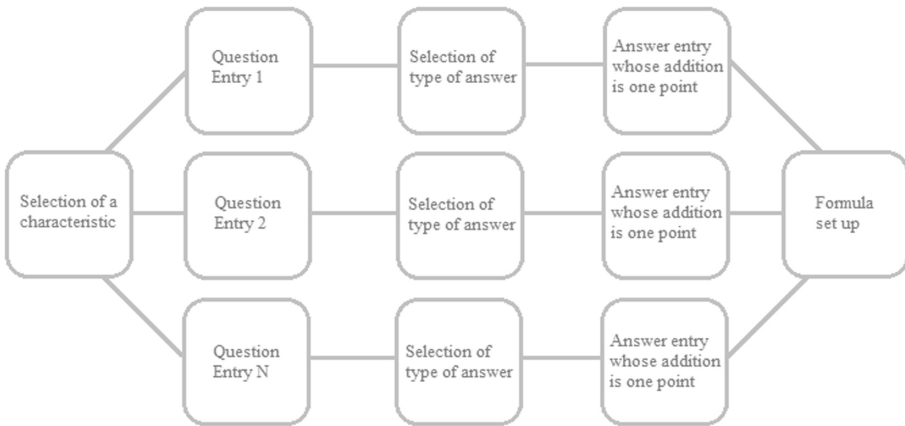 Question
Entry 1
Selection of
type of answer
Answer entry
whose addition
is one point
Selection of a
characteristic
Question
Entry 2
Selection of
type of answer
Answer entry
whose addition
is one point
Formula
set up
Question
Entry N
Selection of
type of answer
Answer entry
whose addition
is one point